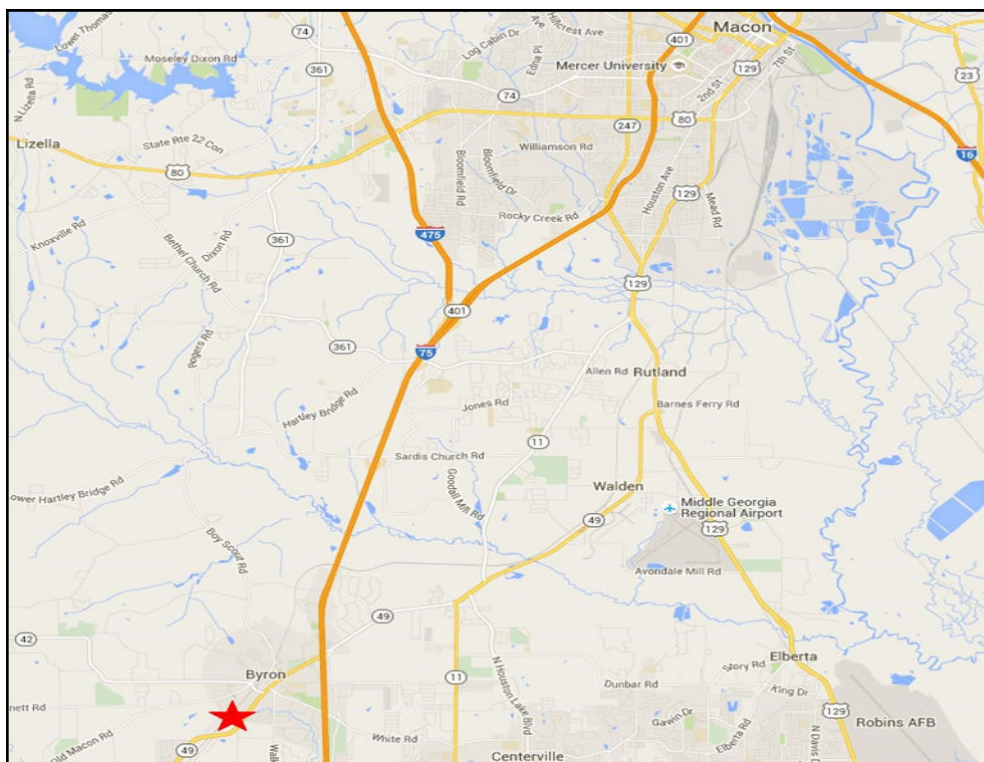 Lower Thomas
74
Hillcrest Ave
Ave
Log Cabin Dr
Edna Pl
401
Macon
Moseley Dixon Rd
361
Mercer University
7th St
129
23
N Lizella Rd
74
2nd St
Lizella
State Rte 22 Con
247
80
80
Williamson Rd
16
Bloomfield Rd
Bloomfield Dr
Houston Ave
129
Mead Rd
Rocky Creek Rd
Knoxville Rd
Bethel Church Rd
Dixon Rd
361
475
129
401
Rogers Rd
361
75
Allen Rd
Rutland
Hartley Bridge Rd
Jones Rd
Barnes Ferry Rd
11
Sardis Church Rd
Goodall Mill Rd
Lower Hartley Bridge Rd
Walden
Middle Georgia
Regional Airport
49
129
Boy Scout Rd
Avondale Mill Rd
49
42
N Houston Lake Blvd
Elberta
Byron
11
Story Rd
Dunbar Rd
King Dr
nett Rd
129
Robins AFB
Gawin Dr
Elberta Rd
N Davis D
Old Macon Rd
49
Walk
White Rd
Centerville